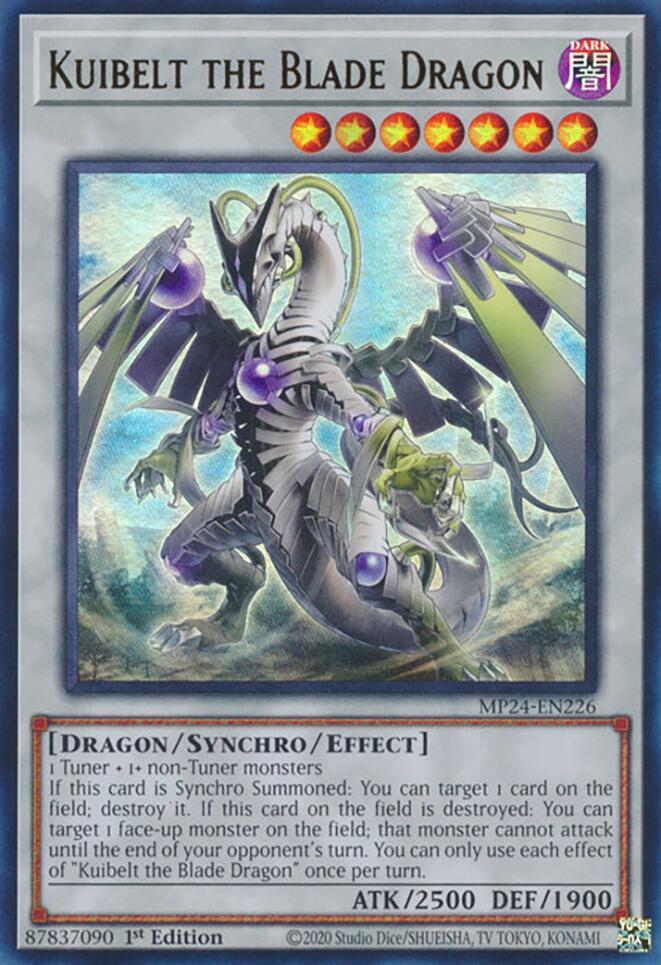 KUIBELT THE BLADE DRAGON
DARK
闇
MP24-EN226
[DRAGON/SYNCHRO/EFFECT]
1 Tuner + 1+ non-Tuner monsters
If this card is Synchro Summoned: You can target 1 card on the
field; destroy it. If this card on the field is destroyed: You can
target 1 face-up monster on the field; that monster cannot attack
until the end of your opponent's turn. You can only use each effect
of "Kuibelt the Blade Dragon" once per turn.
ATK/2500 DEF/1900
87837090 1st Edition
©2020 Studio Dice/SHUEISHA, TV TOKYO, KONAMI